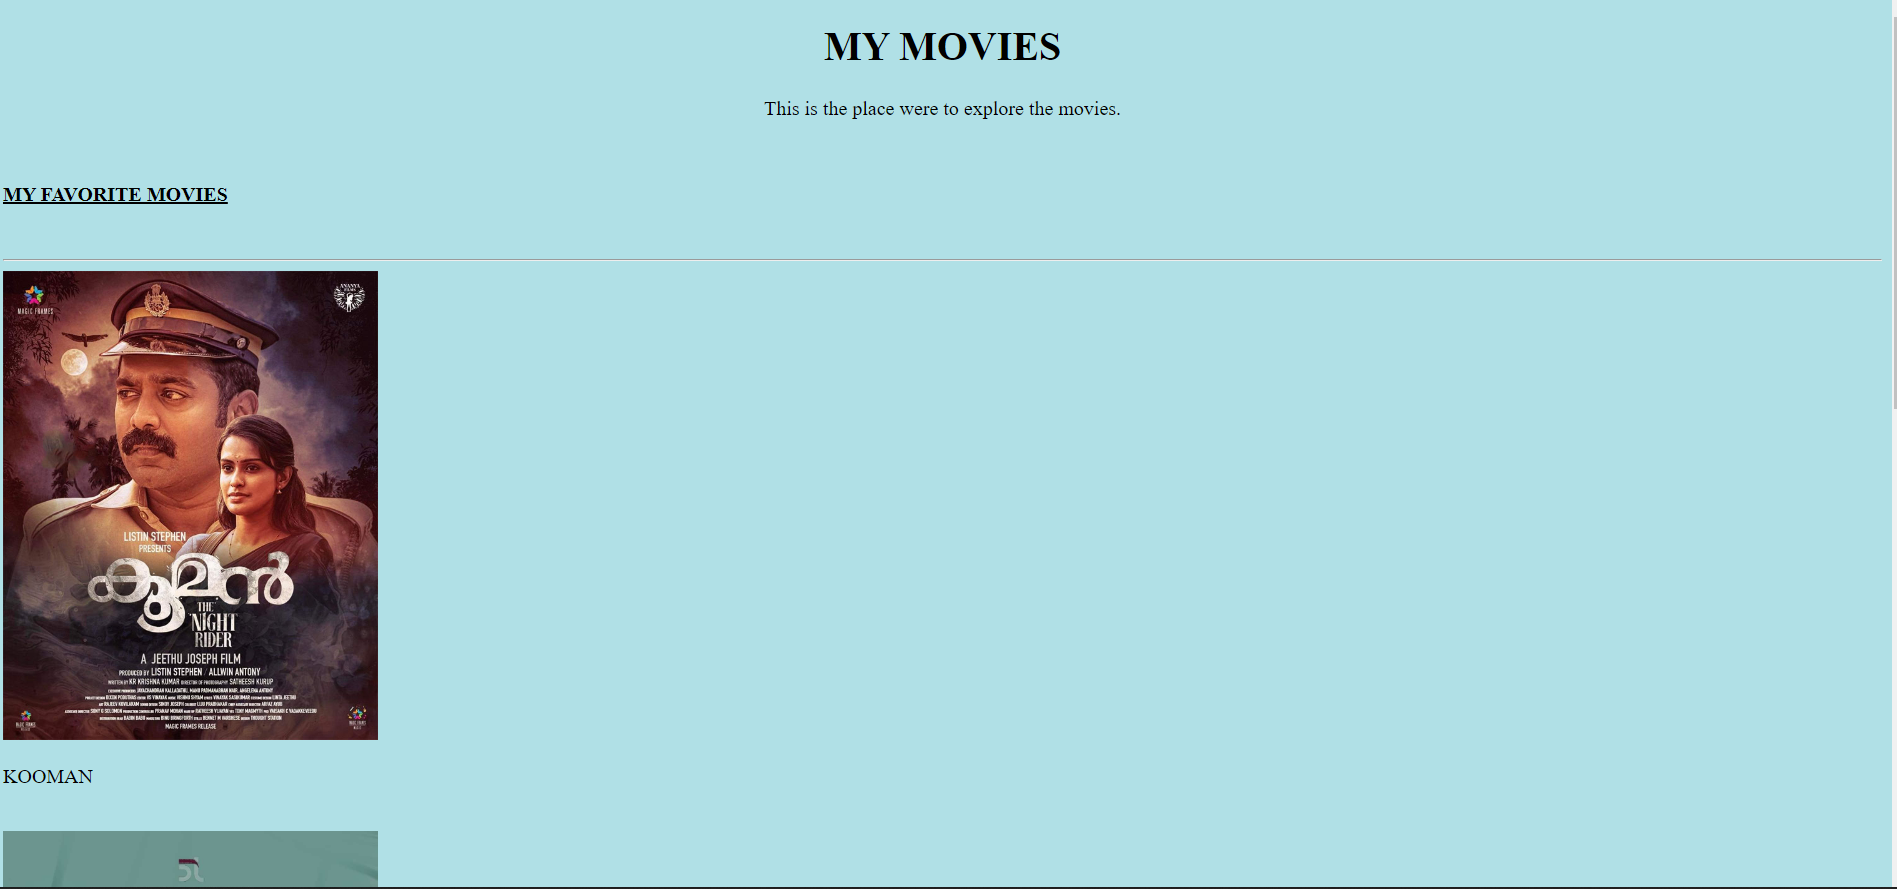 MY MOVIES
This is the place were to explore the movies.
MY FAVORITE MOVIES
MAGIC FRAMES
ANANYA
FILMS
LISTIN STEPHEN
PRESENTS
കൂമൻ
THE
NIGHT
RIDER
A JEETHU JOSEPH FILM
PRODUCED BY LISTIN STEPHEN / ALLWIN ANTONY
WRITTEN BY KR KRISHNA KUMAR DIRECTOR OF PHOTOGRAPHY SATHEESH KURUP
MAGIC FRAMES RELEASE
KOOMAN